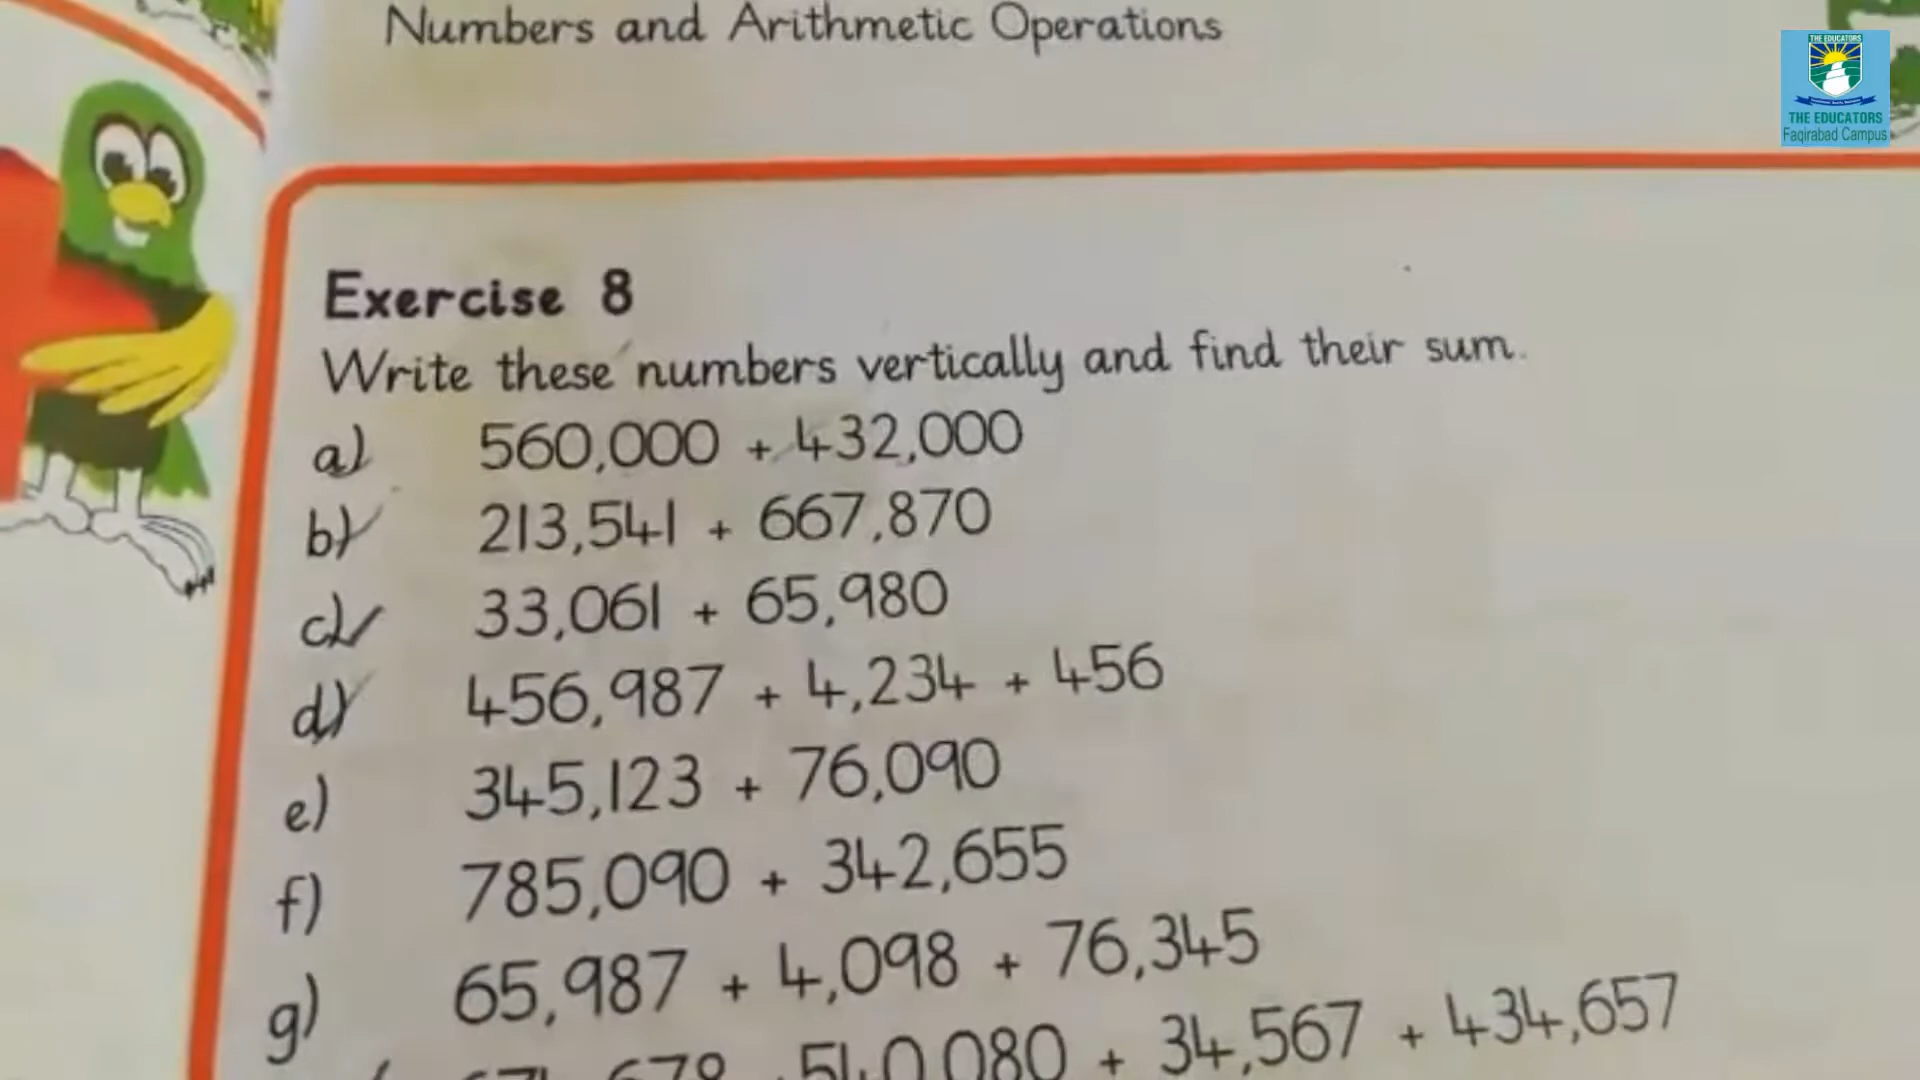 Numbers and Arithmetic Operations
THE EDUCATORS
THE EDUCATORS
Faqirabad Campus
Exercise 8
Write these numbers vertically and find their sum.
a) 560,000 + 432,000
b) 213,541 + 667,870
c) 33,061 + 65,980
d) 456,987 + 4,234 + 456
e) 345,123 + 76,090
f) 785,090 + 342,655
g) 65,987 + 4,098 + 76,345
540,080 + 34,567 + 434,657